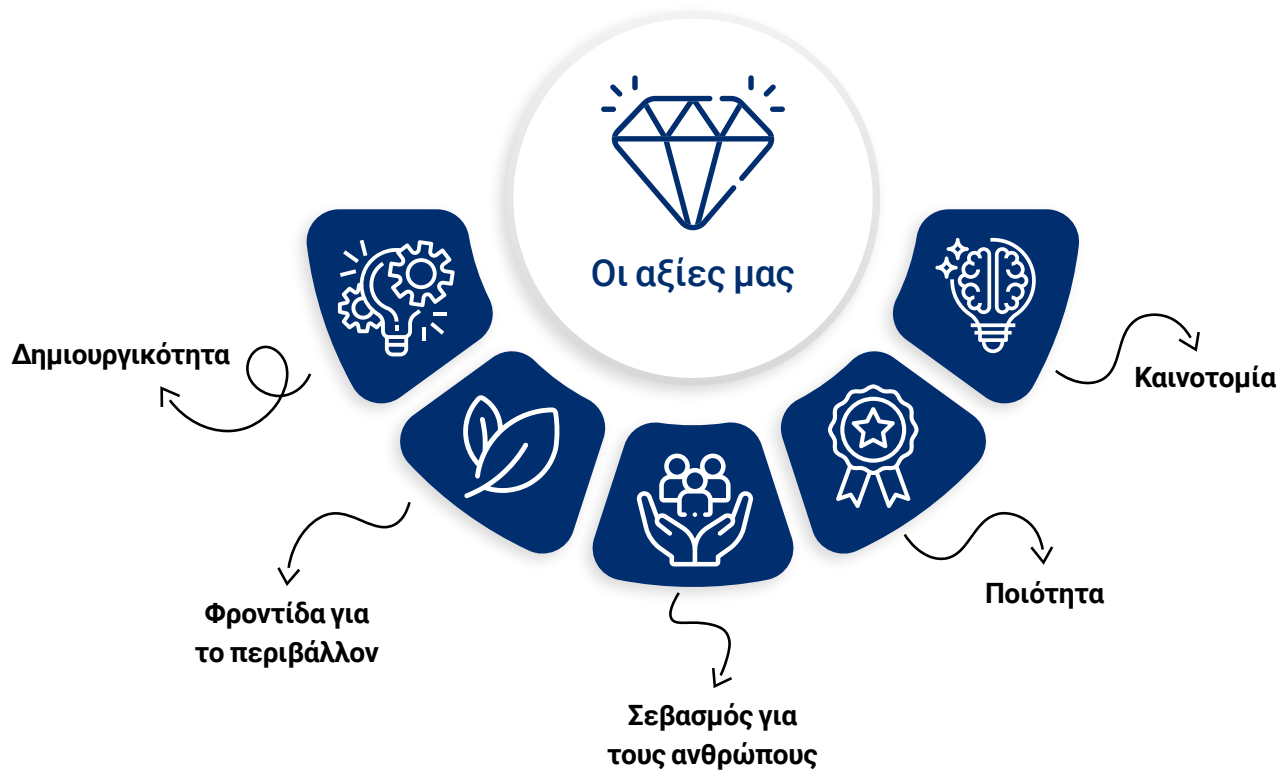 Οι αξίες μας
Δημιουργικότητα
Φροντίδα για
το περιβάλλον
Σεβασμός για
τους ανθρώπους
Ποιότητα
Καινοτομία